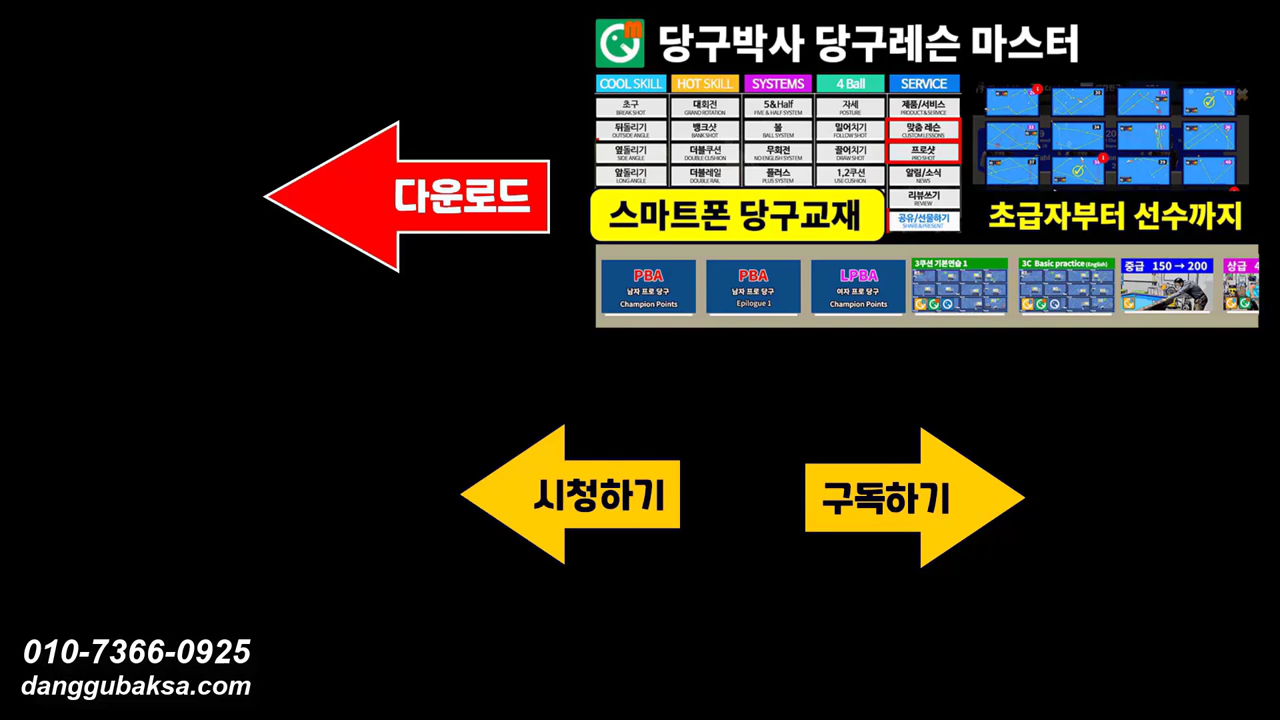 당구박사 당구레슨 마스터
COOL SKILL HOT SKILL SYSTEMS 4 Ball SERVICE
초구 대회전 5&Half 자세 제품/서비스
BREAK SHOT GRAND ROTATION FIVE & HALF SYSTEM POSTURE PRODUCT & SERVICE
뒤돌리기 뱅크샷 볼 밀어치기 맞춤 레슨
OUTSIDE ANGLE BANK SHOT BALL SYSTEM FOLLOW SHOT CUSTOM LESSONS
옆돌리기 더블쿠션 무회전 끌어치기 프로샷
SIDE ANGLE DOUBLE CUSHION NO ENGLISH SYSTEM DRAW SHOT PRO SHOT
앞돌리기 더블레일 플러스 1,2쿠션 알림/소식
LONG ANGLE DOUBLE RAIL PLUS SYSTEM USE CUSHION NEWS
리뷰쓰기
REVIEW
공유/선물하기
SHARE & PRESENT
다운로드
스마트폰 당구교재
초급자부터 선수까지
PBA PBA LPBA 3쿠션 기본연습 1 3C Basic practice (English) 중급 150 → 200 상급 4
남자 프로 당구 남자 프로 당구 여자 프로 당구
Champion Points Epilogue 1 Champion Points
시청하기 구독하기
010-7366-0925
danggubaksa.com